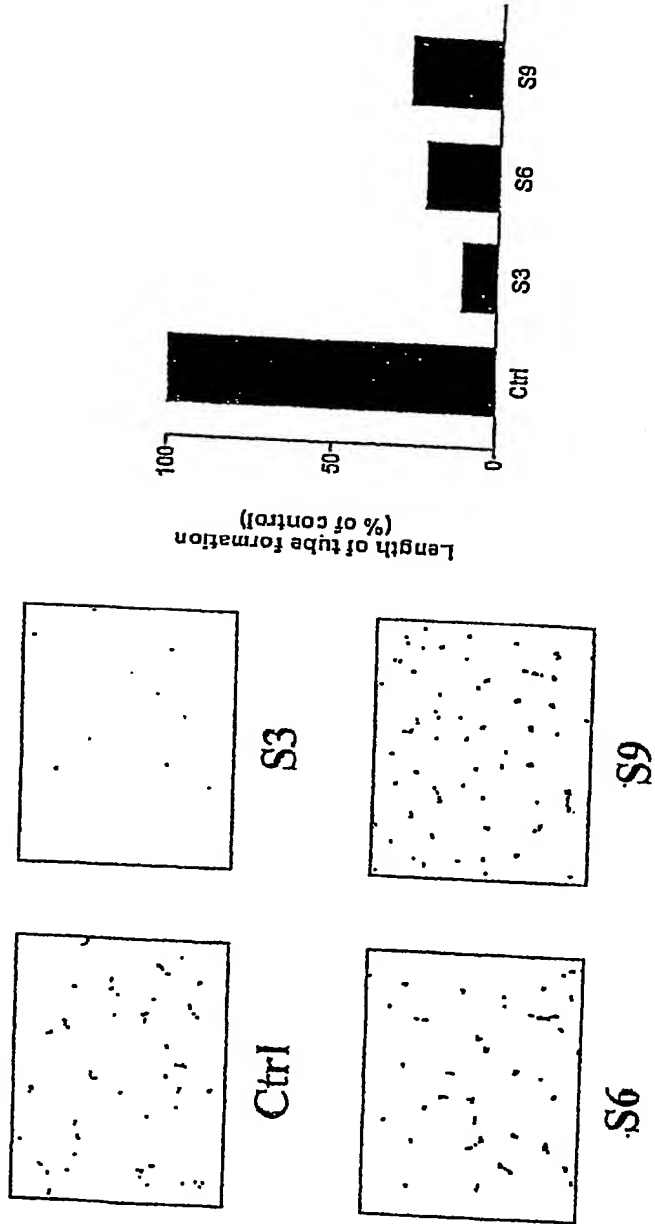 Ctrl
S3
S6
S9
Length of tube formation
(% of control)
100
50
0
Ctrl
S3
S6
S9